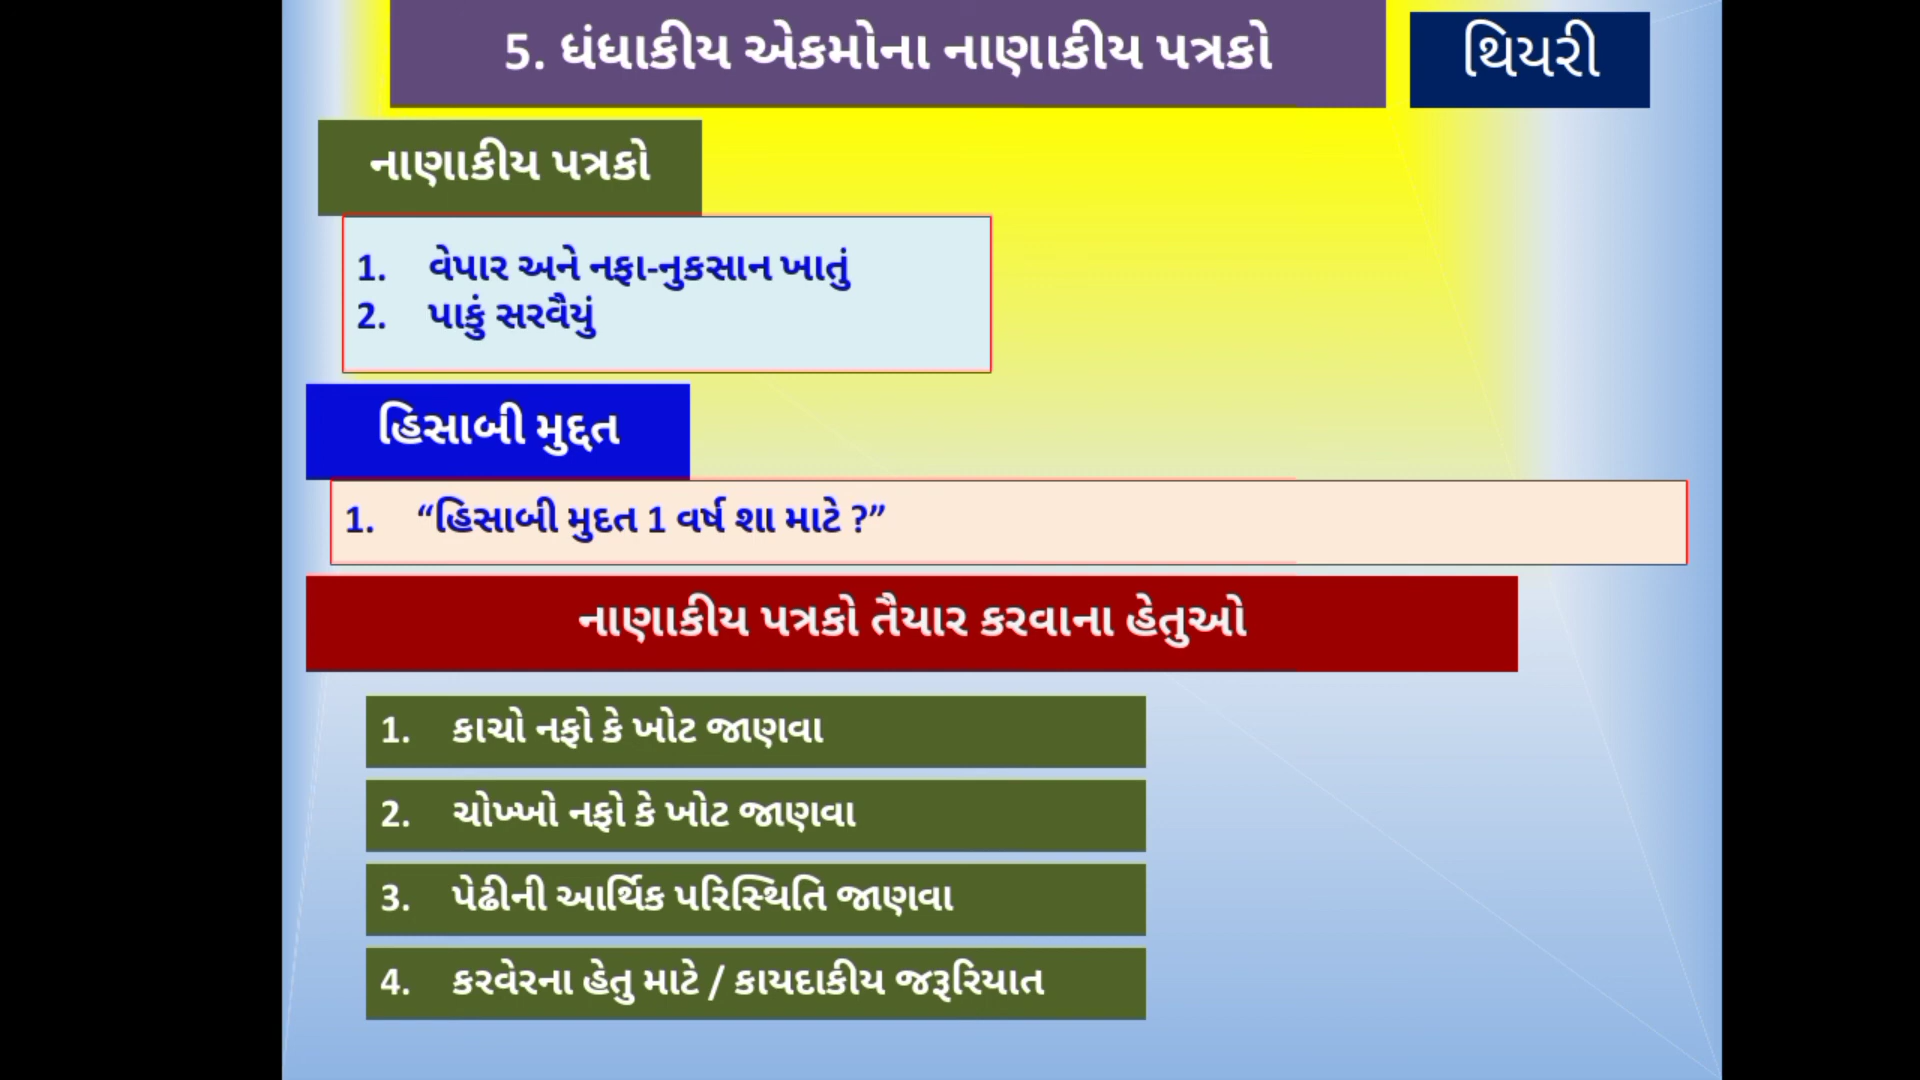 5. ધંધાકીય એકમોના નાણાકીય પત્રકો
થિયરી
નાણાકીય પત્રકો
1. વેપાર અને નફા-નુકસાન ખાતું
2. પાકું સરવૈયું
હિસાબી મુદ્દત
1. “હિસાબી મુદત 1 વર્ષ શા માટે ?”
નાણાકીય પત્રકો તૈયાર કરવાના હેતુઓ
1. કાચો નફો કે ખોટ જાણવા
2. ચોખ્ખો નફો કે ખોટ જાણવા
3. પેઢીની આર્થિક પરિસ્થિતિ જાણવા
4. કરવેરના હેતુ માટે / કાયદાકીય જરૂરિયાત